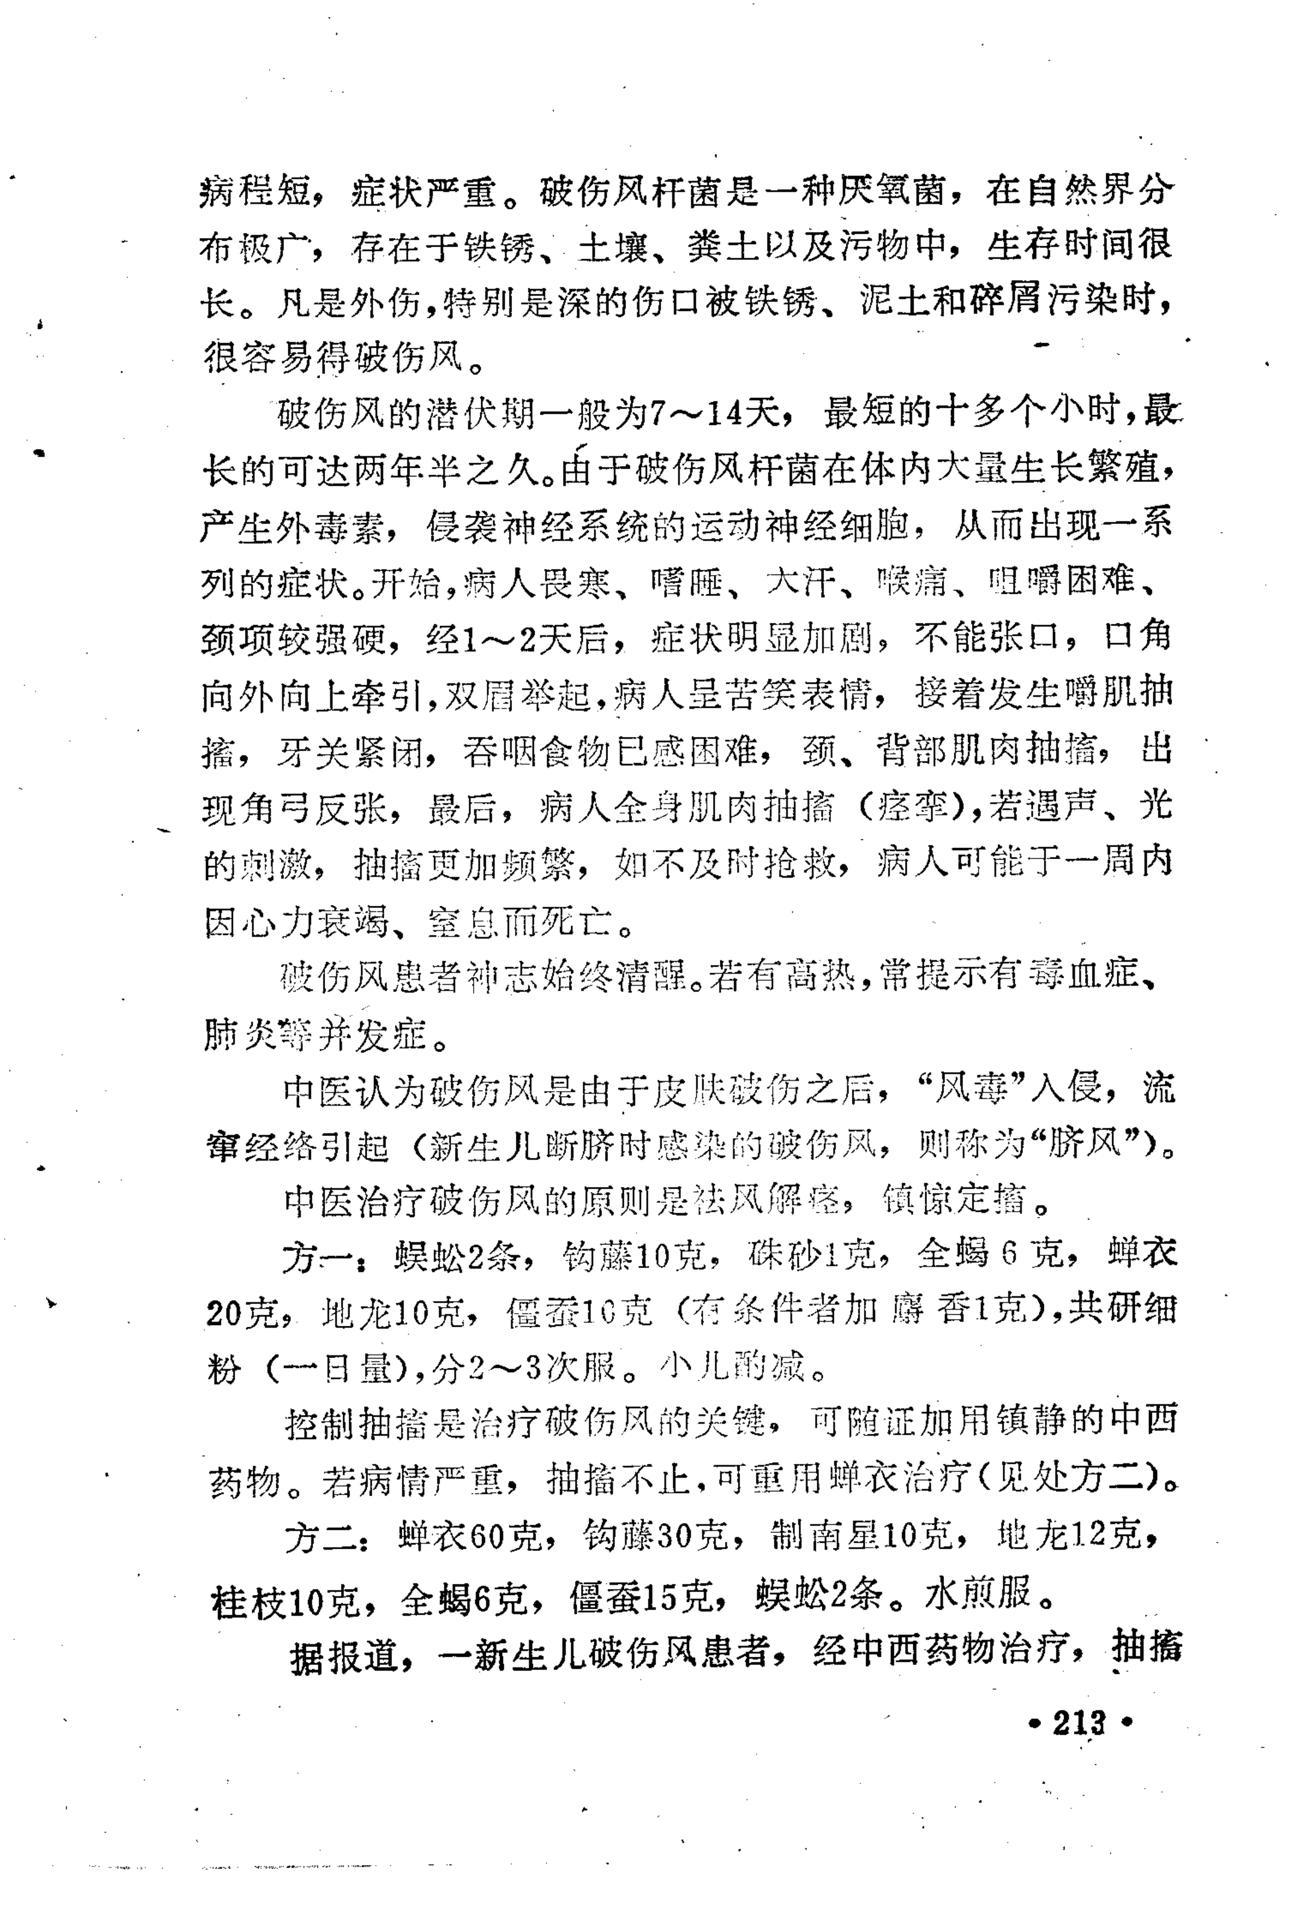 病程短，症状严重。破伤风杆菌是一种厌氧菌，在自然界分
布极广，存在于铁锈、土壤、粪土以及污物中，生存时间很
长。凡是外伤，特别是深的伤口被铁锈、泥土和碎屑污染时，
很容易得破伤风。
破伤风的潜伏期一般为7～14天，最短的十多个小时，最
长的可达两年半之久。由于破伤风杆菌在体内大量生长繁殖，
产生外毒素，侵袭神经系统的运动神经细胞，从而出现一系
列的症状。开始，病人畏寒、嗜睡、大汗、喉痛、咀嚼困难、
颈项较强硬，经1～2天后，症状明显加剧，不能张口，口角
向外向上牵引，双眉举起，病人呈苦笑表情，接着发生嚼肌抽
搐，牙关紧闭，吞咽食物已感困难，颈、背部肌肉抽搐，出
现角弓反张，最后，病人全身肌肉抽搐（痉挛），若遇声、光
的刺激，抽搐更加频繁，如不及时抢救，病人可能于一周内
因心力衰竭、窒息而死亡。
破伤风患者神志始终清醒。若有高热，常提示有毒血症、
肺炎等并发症。
中医认为破伤风是由于皮肤破伤之后，“风毒”入侵，流
窜经络引起（新生儿断脐时感染的破伤风，则称为“脐风”）。
中医治疗破伤风的原则是祛风解痉，镇惊定搐。
方一：蜈蚣2条，钩藤10克，硃砂1克，全蝎6克，蝉衣
20克，地龙10克，僵蚕10克（有条件者加麝香1克），共研细
粉（一日量），分2～3次服。小儿酌减。
控制抽搐是治疗破伤风的关键，可随证加用镇静的中西
药物。若病情严重，抽搐不止，可重用蝉衣治疗（见处方二）。
方二：蝉衣60克，钩藤30克，制南星10克，地龙12克，
桂枝10克，全蝎6克，僵蚕15克，蜈蚣2条。水煎服。
据报道，一新生儿破伤风患者，经中西药物治疗，抽搐
• 213 •